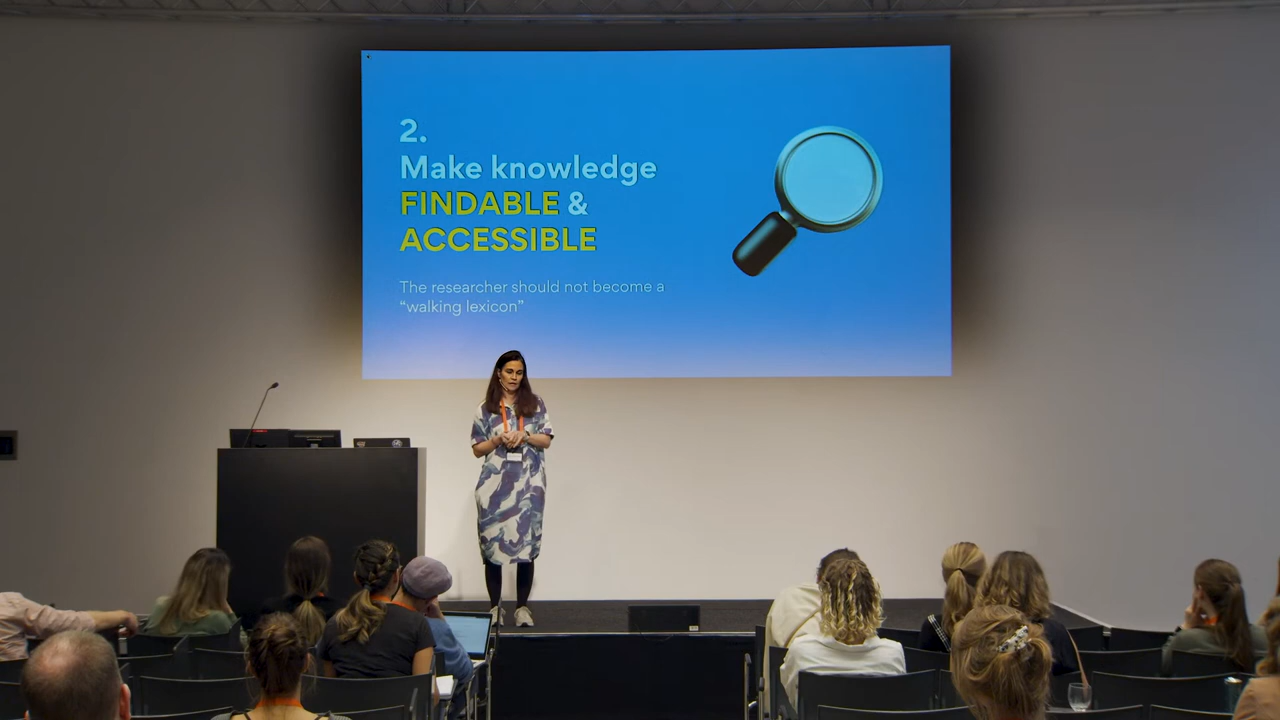 2.
Make knowledge
FINDABLE &
ACCESSIBLE
The researcher should not become a
“walking lexicon”